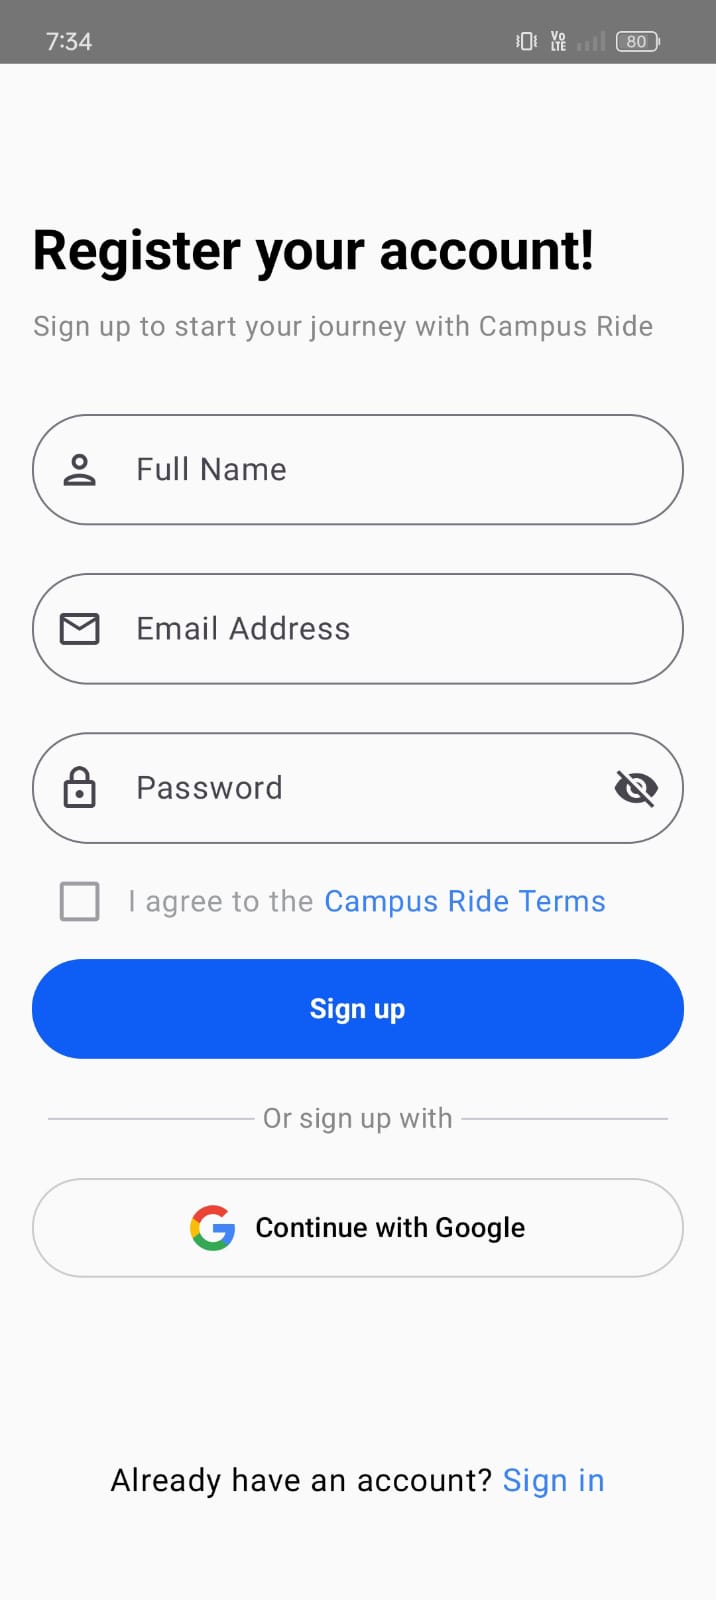 7:34 Vo LTE 80
Register your account!
Sign up to start your journey with Campus Ride
Full Name
Email Address
Password
I agree to the Campus Ride Terms
Sign up
Or sign up with
Continue with Google
Already have an account? Sign in